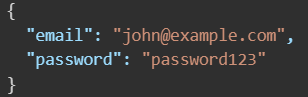 {
"email": "john@example.com",
"password": "password123"
}